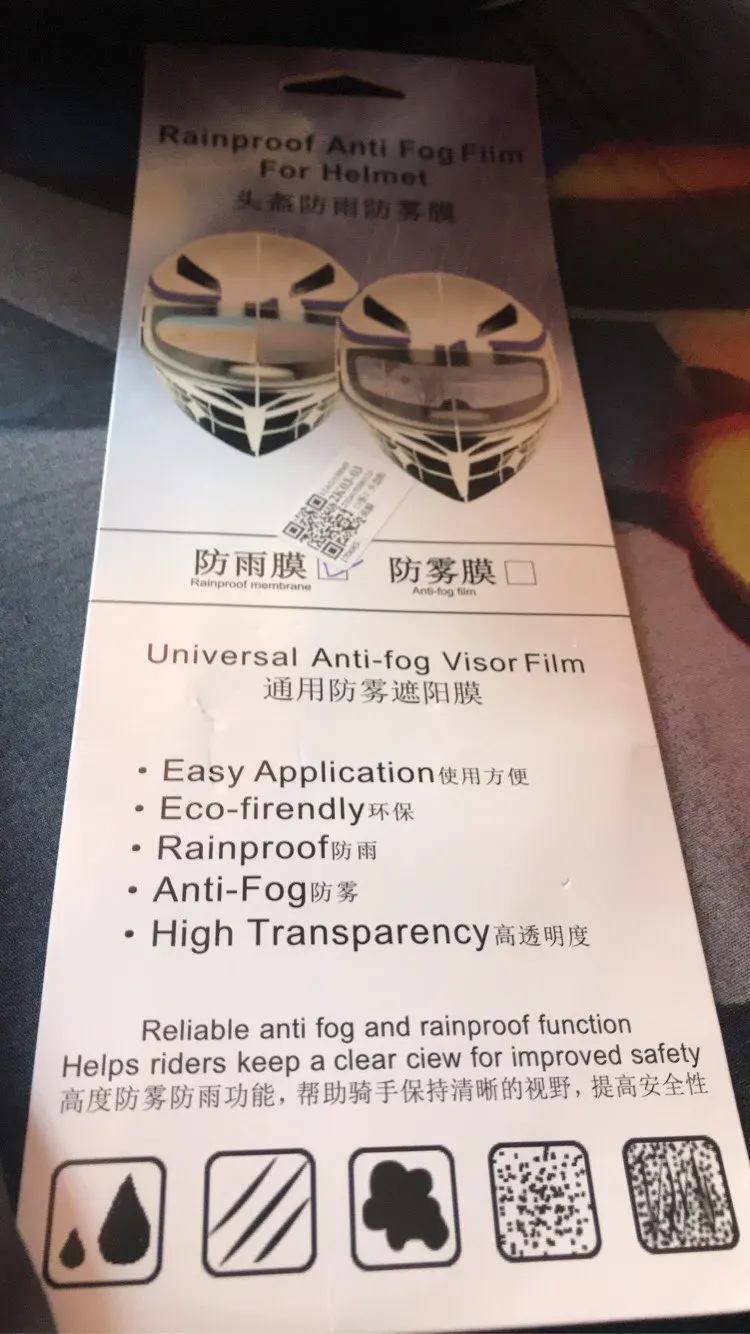 Rainproof Anti Fog Film
For Helmet
头盔防雨防雾膜
防雨膜
Rainproof membrane
防雾膜
Anti-fog film
Universal Anti-fog Visor Film
通用防雾遮阳膜
• Easy Application使用方便
• Eco-firendly环保
• Rainproof防雨
• Anti-Fog防雾
• High Transparency高透明度
Reliable anti fog and rainproof function
Helps riders keep a clear ciew for improved safety
高度防雾防雨功能，帮助骑手保持清晰的视野，提高安全性